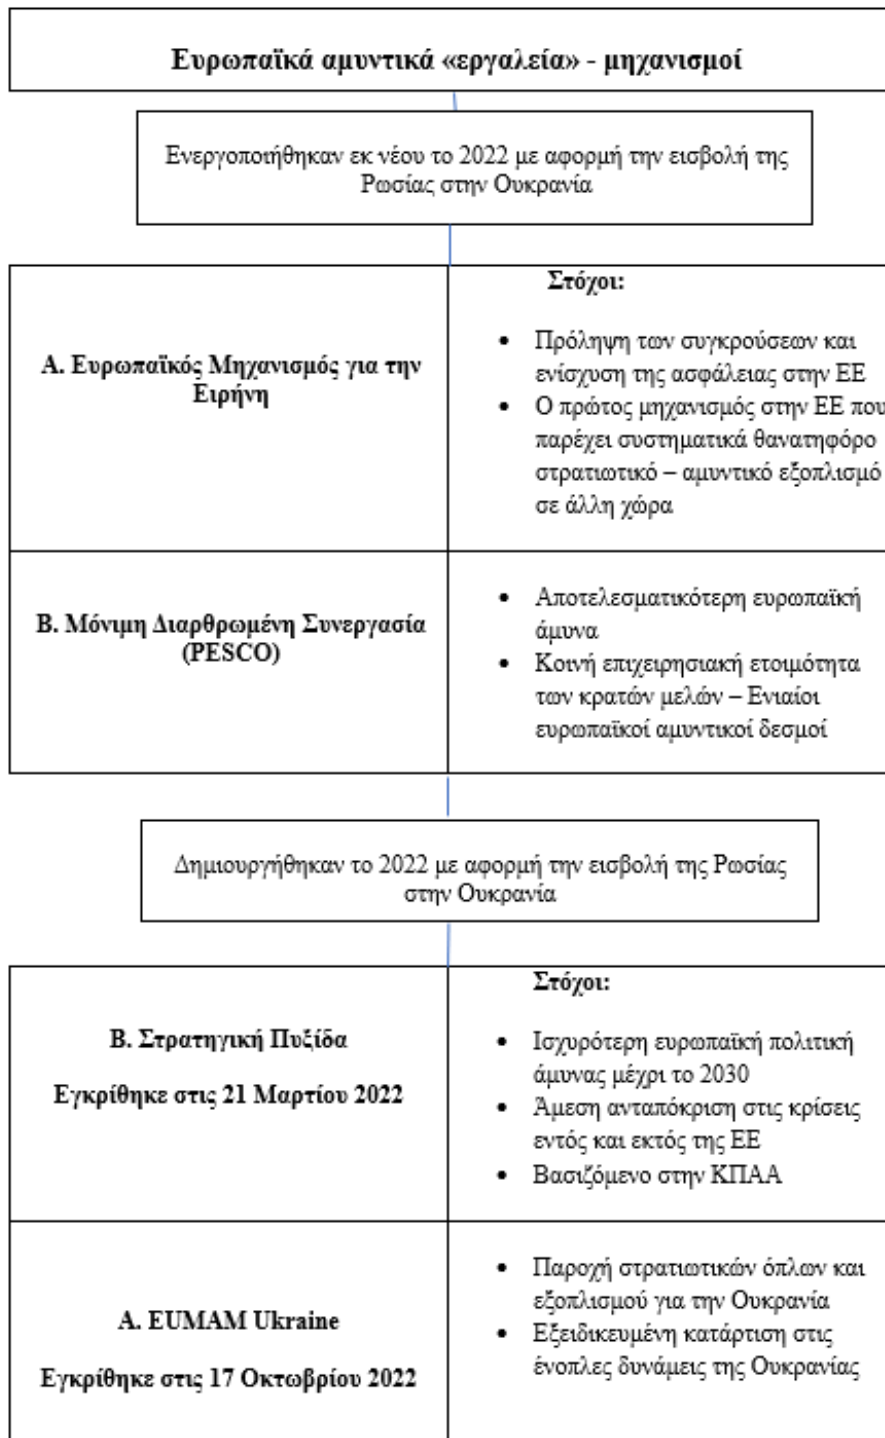 Ευρωπαϊκά αμυντικά «εργαλεία» - μηχανισμοί
Ενεργοποιήθηκαν εκ νέου το 2022 με αφορμή την εισβολή της
Ρωσίας στην Ουκρανία
Α. Ευρωπαϊκός Μηχανισμός για την
Ειρήνη
Στόχοι:
• Πρόληψη των συγκρούσεων και
ενίσχυση της ασφάλειας στην ΕΕ
• Ο πρώτος μηχανισμός στην ΕΕ που
παρέχει συστηματικά θανατηφόρο
στρατιωτικό – αμυντικό εξοπλισμό
σε άλλη χώρα
Β. Μόνιμη Διαρθρωμένη Συνεργασία
(PESCO)
• Αποτελεσματικότερη ευρωπαϊκή
άμυνα
• Κοινή επιχειρησιακή ετοιμότητα
των κρατών μελών – Ενιαίοι
ευρωπαϊκοί αμυντικοί δεσμοί
Δημιουργήθηκαν το 2022 με αφορμή την εισβολή της Ρωσίας
στην Ουκρανία
Β. Στρατηγική Πυξίδα
Εγκρίθηκε στις 21 Μαρτίου 2022
Στόχοι:
• Ισχυρότερη ευρωπαϊκή πολιτική
άμυνας μέχρι το 2030
• Άμεση ανταπόκριση στις κρίσεις
εντός και εκτός της ΕΕ
• Βασιζόμενο στην ΚΠΑΑ
Α. EUMAM Ukraine
Εγκρίθηκε στις 17 Οκτωβρίου 2022
• Παροχή στρατιωτικών όπλων και
εξοπλισμού για την Ουκρανία
• Εξειδικευμένη κατάρτιση στις
ένοπλες δυνάμεις της Ουκρανίας